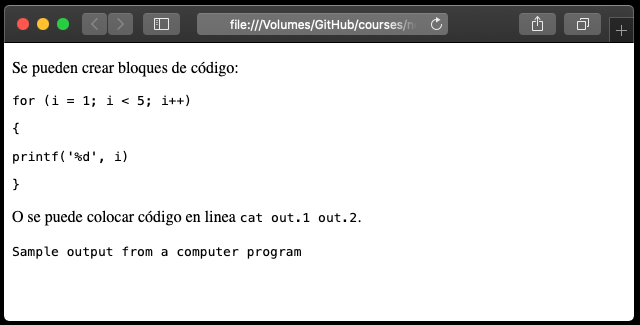 file:///Volumes/GitHub/courses/
Se pueden crear bloques de código:
for (i = 1; i < 5; i++)
{
printf('%d', i)
}
O se puede colocar código en linea cat out.1 out.2.
Sample output from a computer program